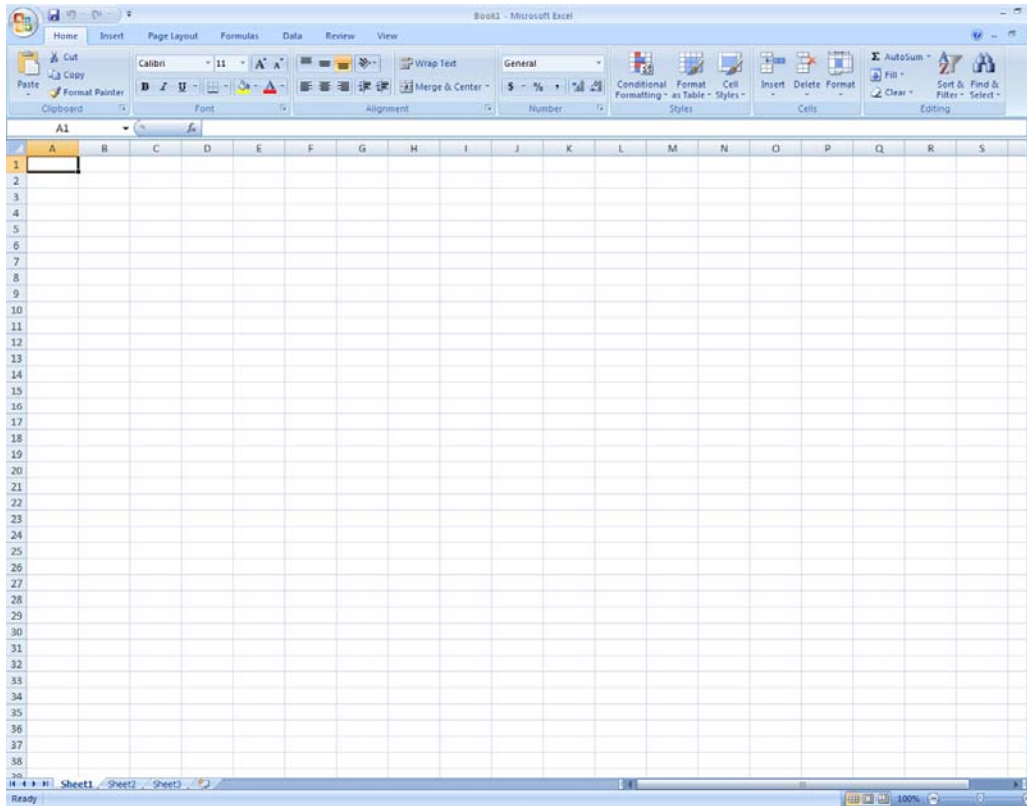 Book1 - Microsoft Excel
Home Insert Page Layout Formulas Data Review View
Paste
Cut
Copy
Format Painter
Clipboard
Calibri 11 A A
B I U A
Font
Wrap Text
Merge & Center
Alignment
General
$ % ,
Number
Conditional Formatting
Format as Table
Cell Styles
Styles
Insert Delete Format
Cells
Σ AutoSum
Fill
Clear
Sort & Filter
Find & Select
Editing
A1 fx
A B C D E F G H I J K L M N O P Q R S
1
2
3
4
5
6
7
8
9
10
11
12
13
14
15
16
17
18
19
20
21
22
23
24
25
26
27
28
29
30
31
32
33
34
35
36
37
38
39
Sheet1 Sheet2 Sheet3
Ready 100%